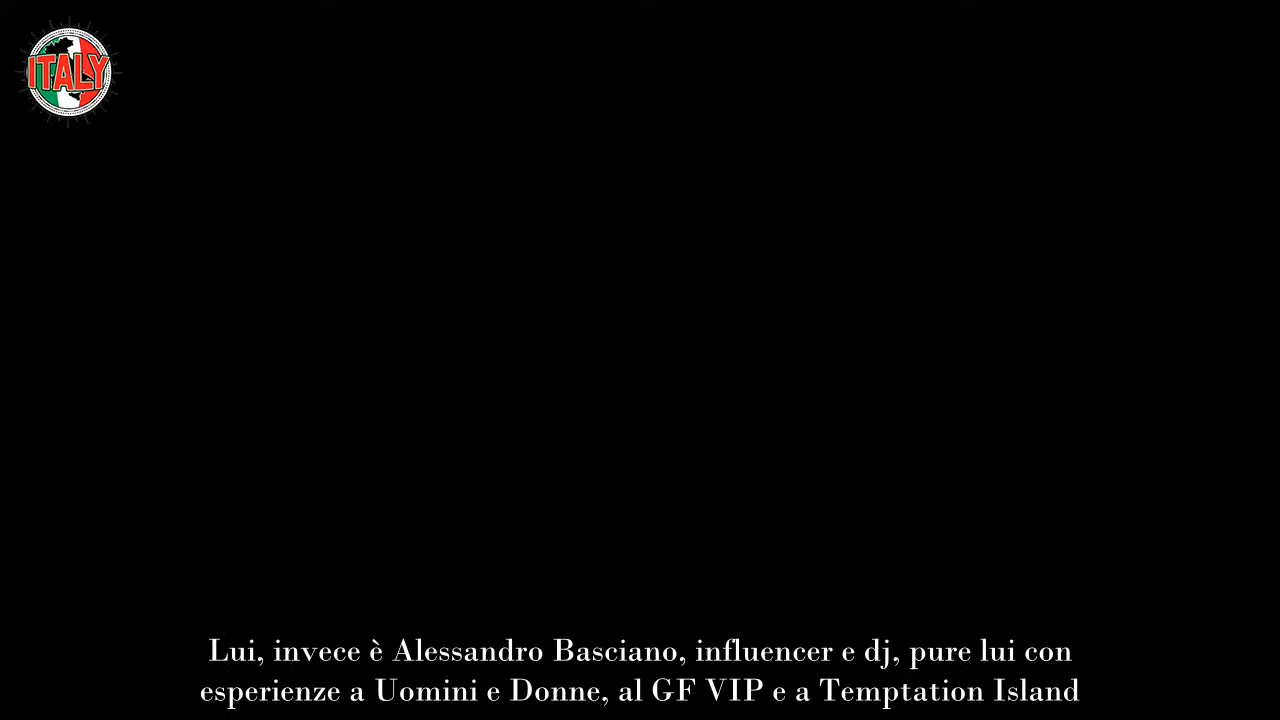 ITALY
Lui, invece è Alessandro Basciano, influencer e dj, pure lui con
esperienze a Uomini e Donne, al GF VIP e a Temptation Island